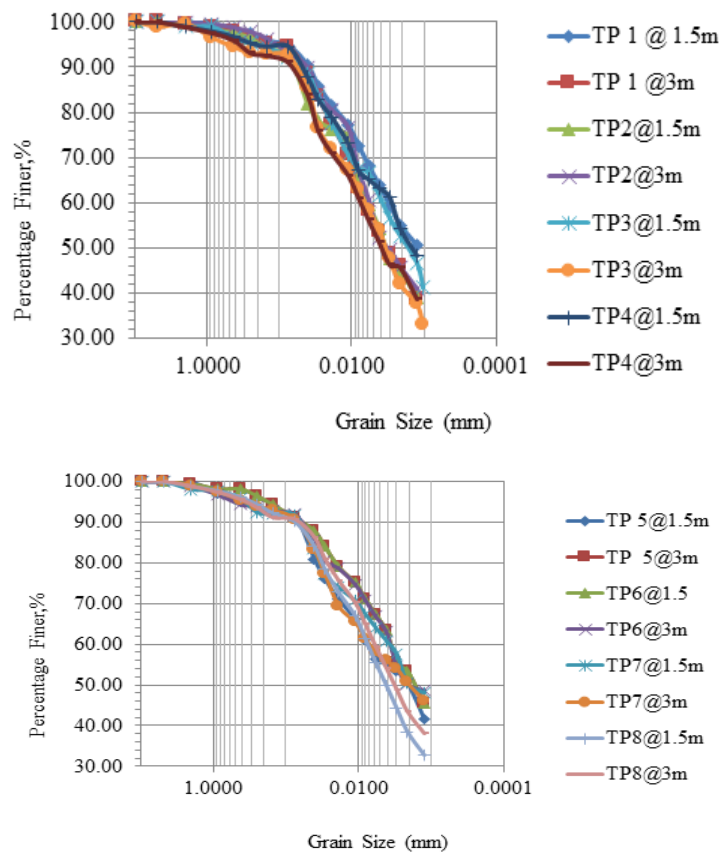 100.00
90.00
80.00
70.00
60.00
50.00
40.00
30.00
Percentage Finer,%
1.0000 0.0100 0.0001
Grain Size (mm)
TP 1 @ 1.5m
TP 1 @3m
TP2@1.5m
TP2@3m
TP3@1.5m
TP3@3m
TP4@1.5m
TP4@3m
100.00
90.00
80.00
70.00
60.00
50.00
40.00
30.00
Percentage Finer,%
1.0000 0.0100 0.0001
Grain Size (mm)
TP 5@1.5m
TP 5@3m
TP6@1.5
TP6@3m
TP7@1.5m
TP7@3m
TP8@1.5m
TP8@3m